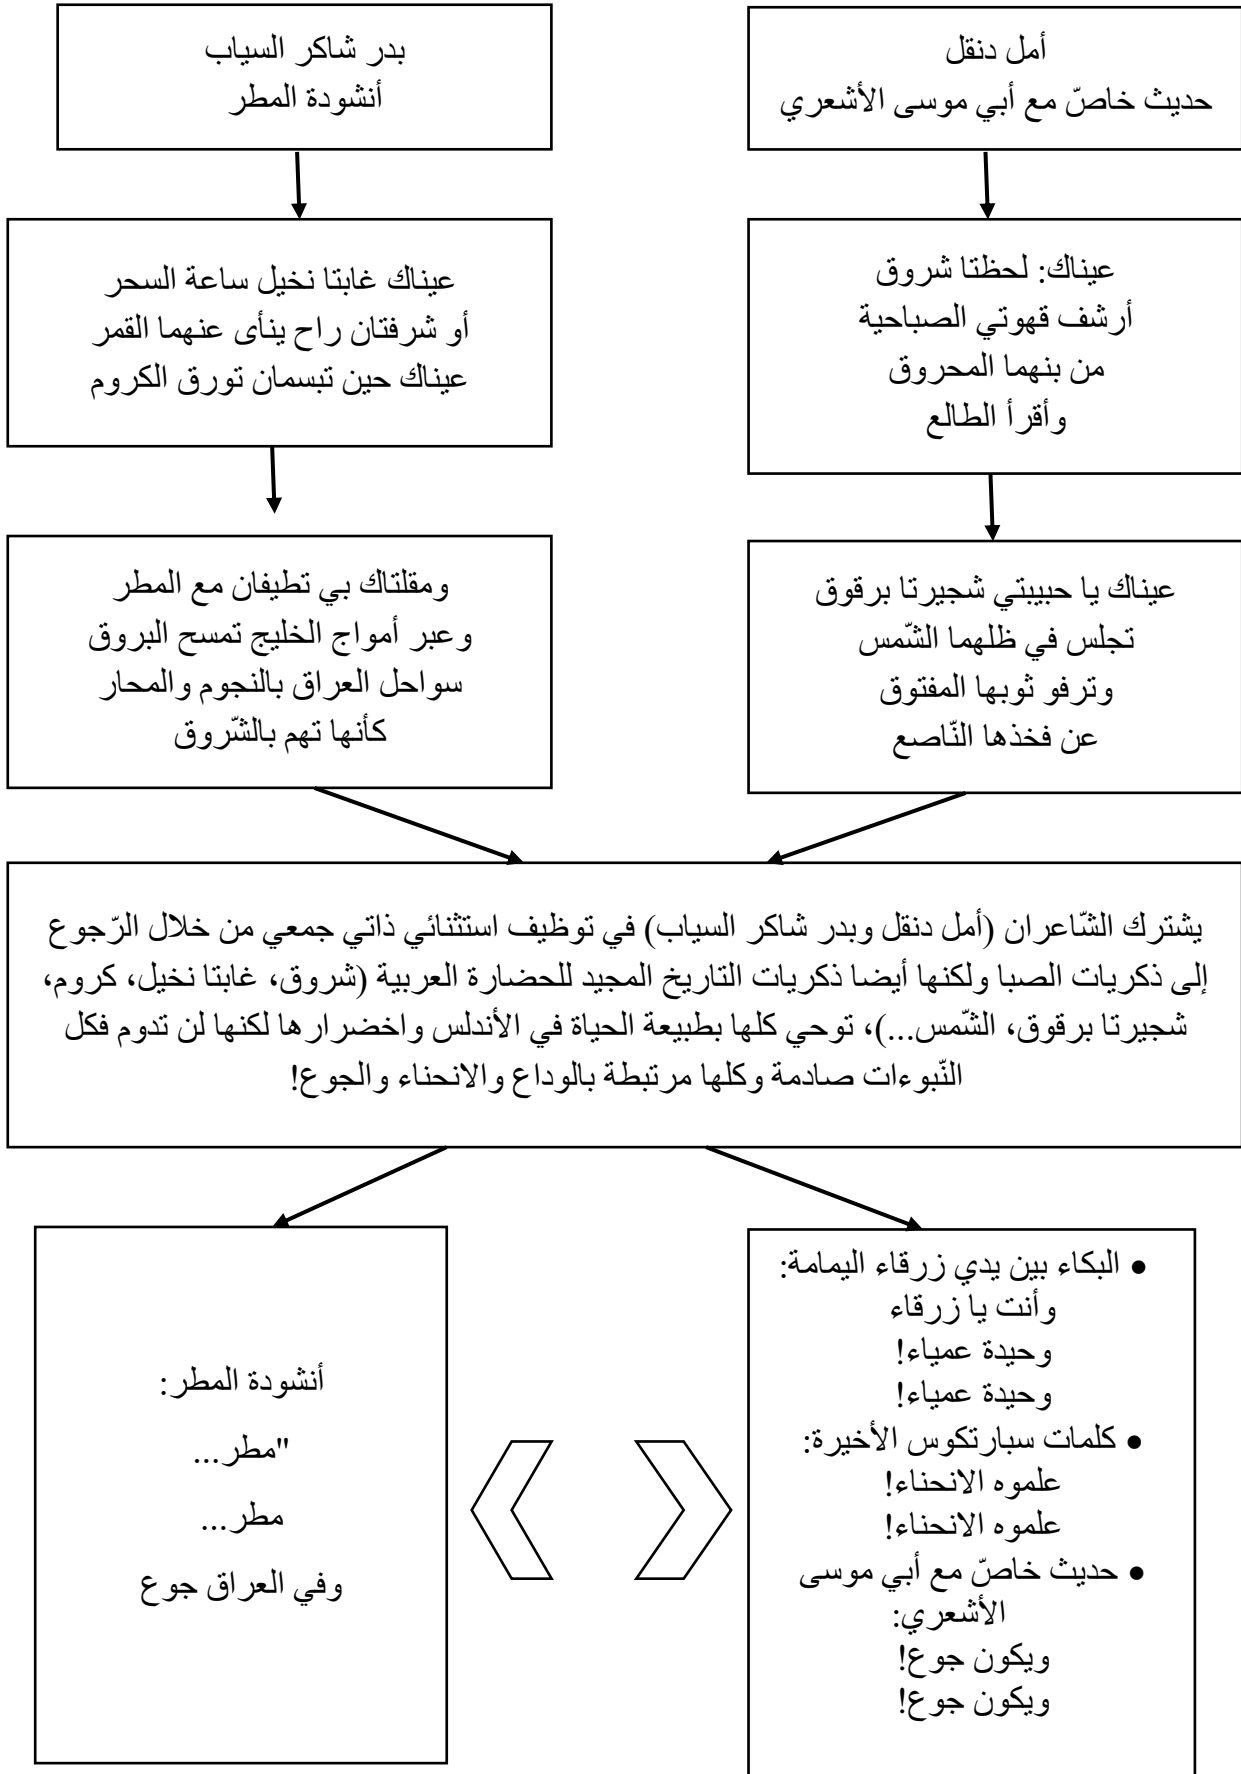 أمل دنقل
حديث خاصّ مع أبي موسى الأشعري
بدر شاكر السياب
أنشودة المطر
عيناك: لحظتا شروق
أرشف قهوتي الصباحية
من بنهما المحروق
وأقرأ الطالع
عيناك غابتا نخيل ساعة السحر
أو شرفتان راح ينأى عنهما القمر
عيناك حين تبسمان تورق الكروم
عيناك يا حبيبتي شجيرتا برقوق
تجلس في ظلهما الشّمس
وترفو ثوبها المفتوق
عن فخذها النّاصع
ومقلتاك بي تطيفان مع المطر
وعبر أمواج الخليج تمسح البروق
سواحل العراق بالنجوم والمحار
كأنها تهم بالشّروق
يشترك الشّاعران (أمل دنقل وبدر شاكر السياب) في توظيف استثنائي ذاتي جمعي من خلال الرّجوع
إلى ذكريات الصبا ولكنها أيضا ذكريات التاريخ المجيد للحضارة العربية (شروق، غابتا نخيل، كروم،
شجيرتا برقوق، الشّمس...)، توحي كلها بطبيعة الحياة في الأندلس واخضرارها لكنها لن تدوم فكل
النّبوءات صادمة وكلها مرتبطة بالوداع والانحناء والجوع!
• البكاء بين يدي زرقاء اليمامة:
وأنت يا زرقاء
وحيدة عمياء!
وحيدة عمياء!
• كلمات سبارتكوس الأخيرة:
علموه الانحناء!
علموه الانحناء!
• حديث خاصّ مع أبي موسى
الأشعري:
ويكون جوع!
ويكون جوع!
أنشودة المطر:
"مطر...
مطر...
وفي العراق جوع